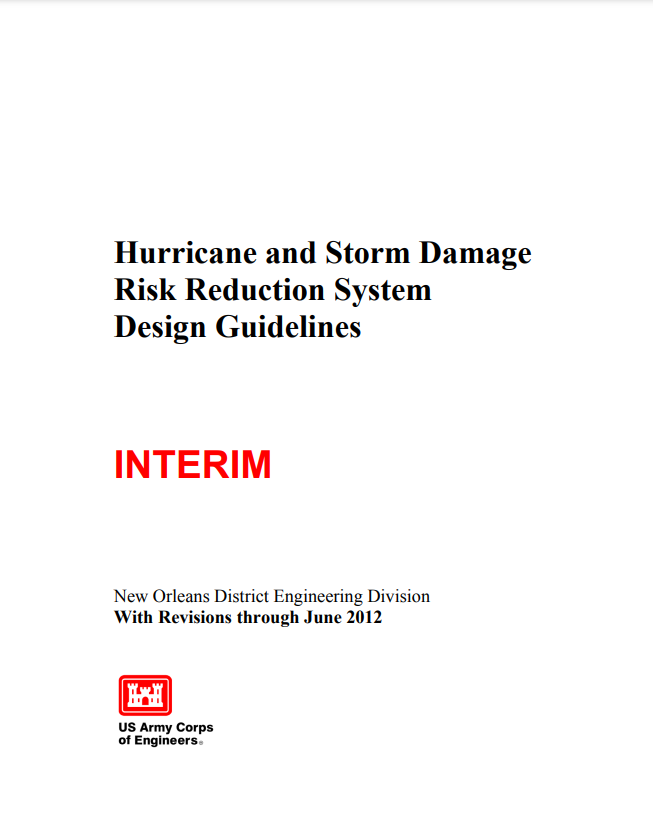 Hurricane and Storm Damage
Risk Reduction System
Design Guidelines
INTERIM
New Orleans District Engineering Division
With Revisions through June 2012
US Army Corps
of Engineers®